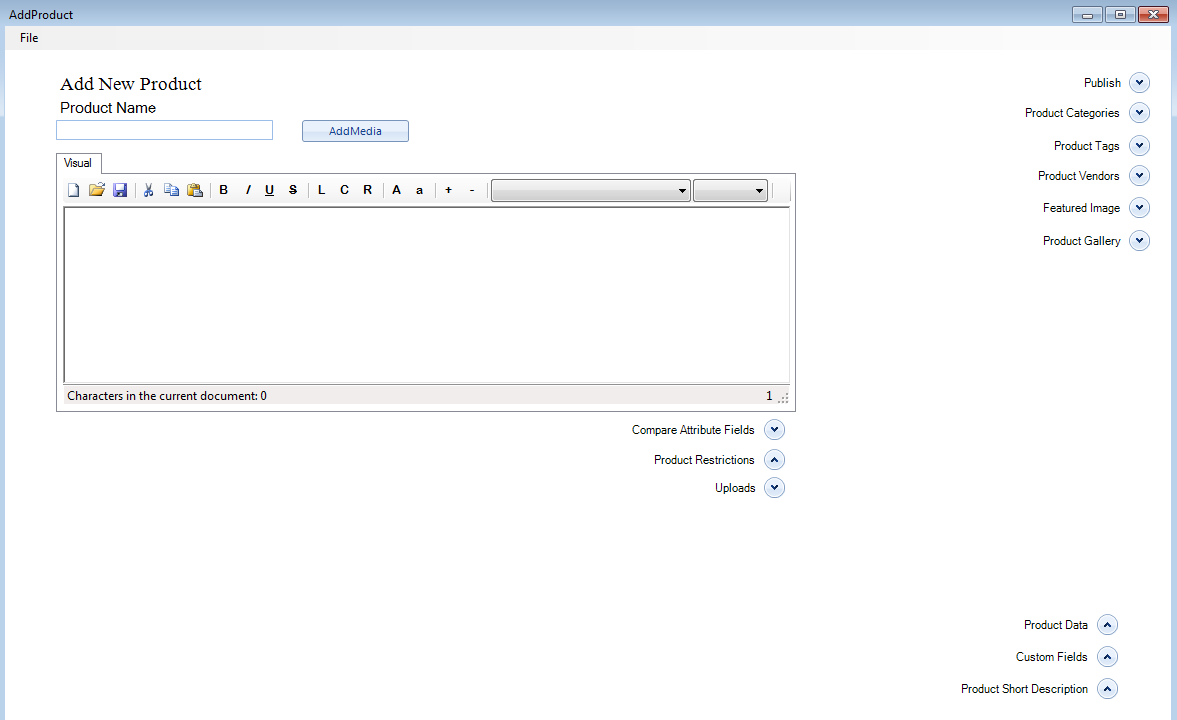 AddProduct
File
Add New Product
Product Name
AddMedia
Visual
B I U S L C R A a + -
Characters in the current document: 0 1
Compare Attribute Fields
Product Restrictions
Uploads
Publish
Product Categories
Product Tags
Product Vendors
Featured Image
Product Gallery
Product Data
Custom Fields
Product Short Description